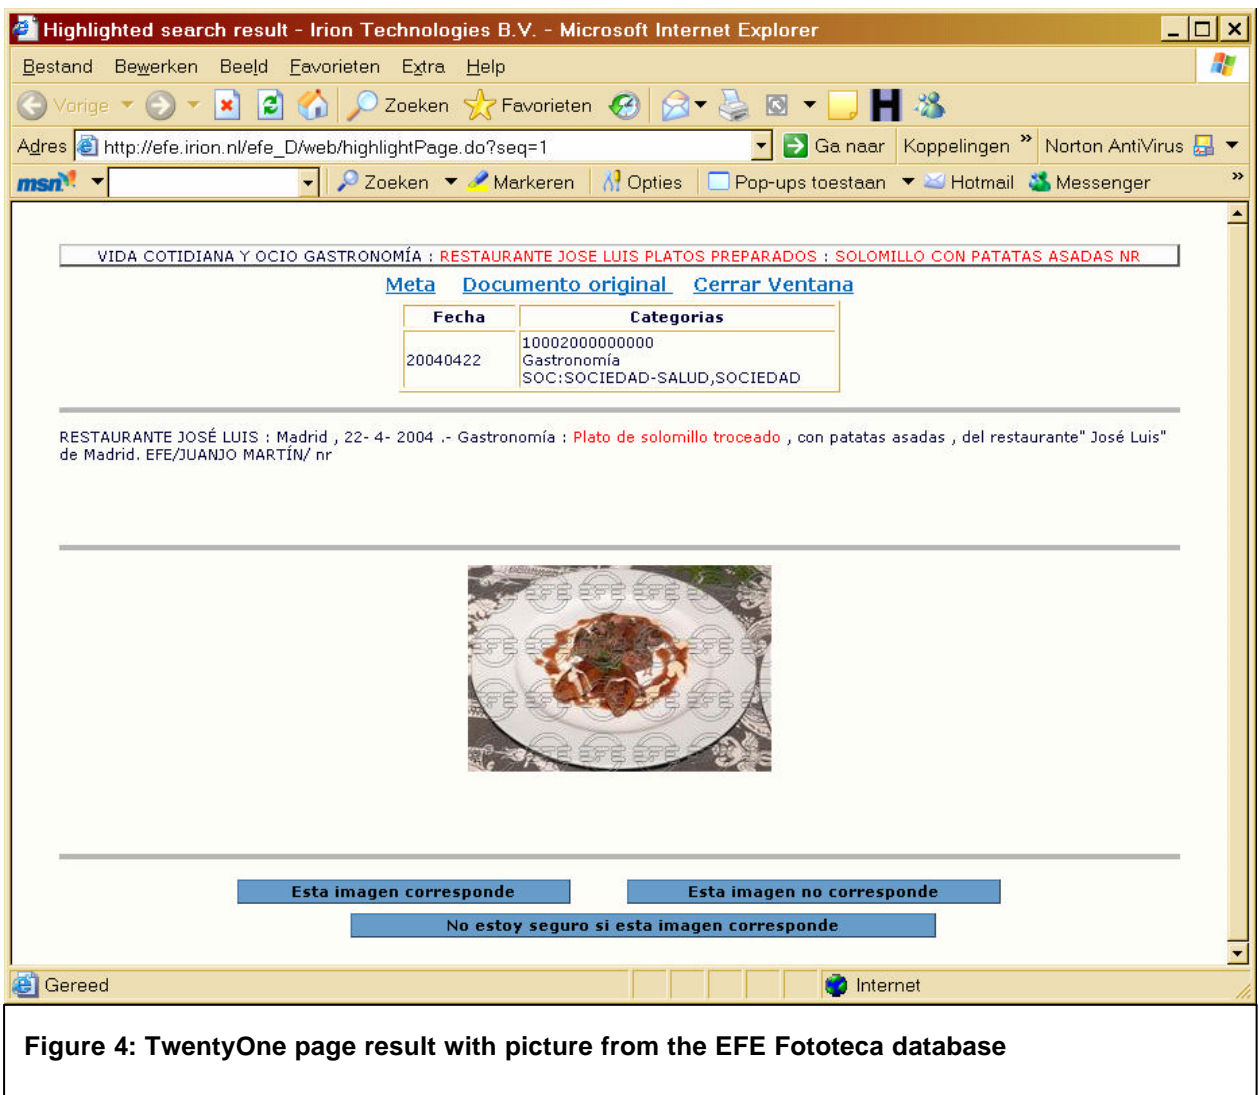 Highlighted search result - Irion Technologies B.V. - Microsoft Internet Explorer
Bestand Bewerken Beeld Favorieten Extra Help
Vorige Zoeken Favorieten H
Adres http://efe.irion.nl/efe_D/web/highlightPage.do?seq=1 Ga naar Koppelingen » Norton AntiVirus
msn Zoeken Markeren Opties Pop-ups toestaan Hotmail Messenger »
VIDA COTIDIANA Y OCIO GASTRONOMÍA : RESTAURANTE JOSE LUIS PLATOS PREPARADOS : SOLOMILLO CON PATATAS ASADAS NR
Meta Documento original Cerrar Ventana
Fecha Categorias
20040422 10002000000000
Gastronomía
SOC:SOCIEDAD-SALUD,SOCIEDAD
RESTAURANTE JOSÉ LUIS : Madrid , 22- 4- 2004 .- Gastronomía : Plato de solomillo troceado , con patatas asadas , del restaurante" José Luis"
de Madrid. EFE/JUANJO MARTÍN/ nr
EFE EFE EFE EFE
Esta imagen corresponde Esta imagen no corresponde
No estoy seguro si esta imagen corresponde
Gereed Internet
Figure 4: TwentyOne page result with picture from the EFE Fototeca database